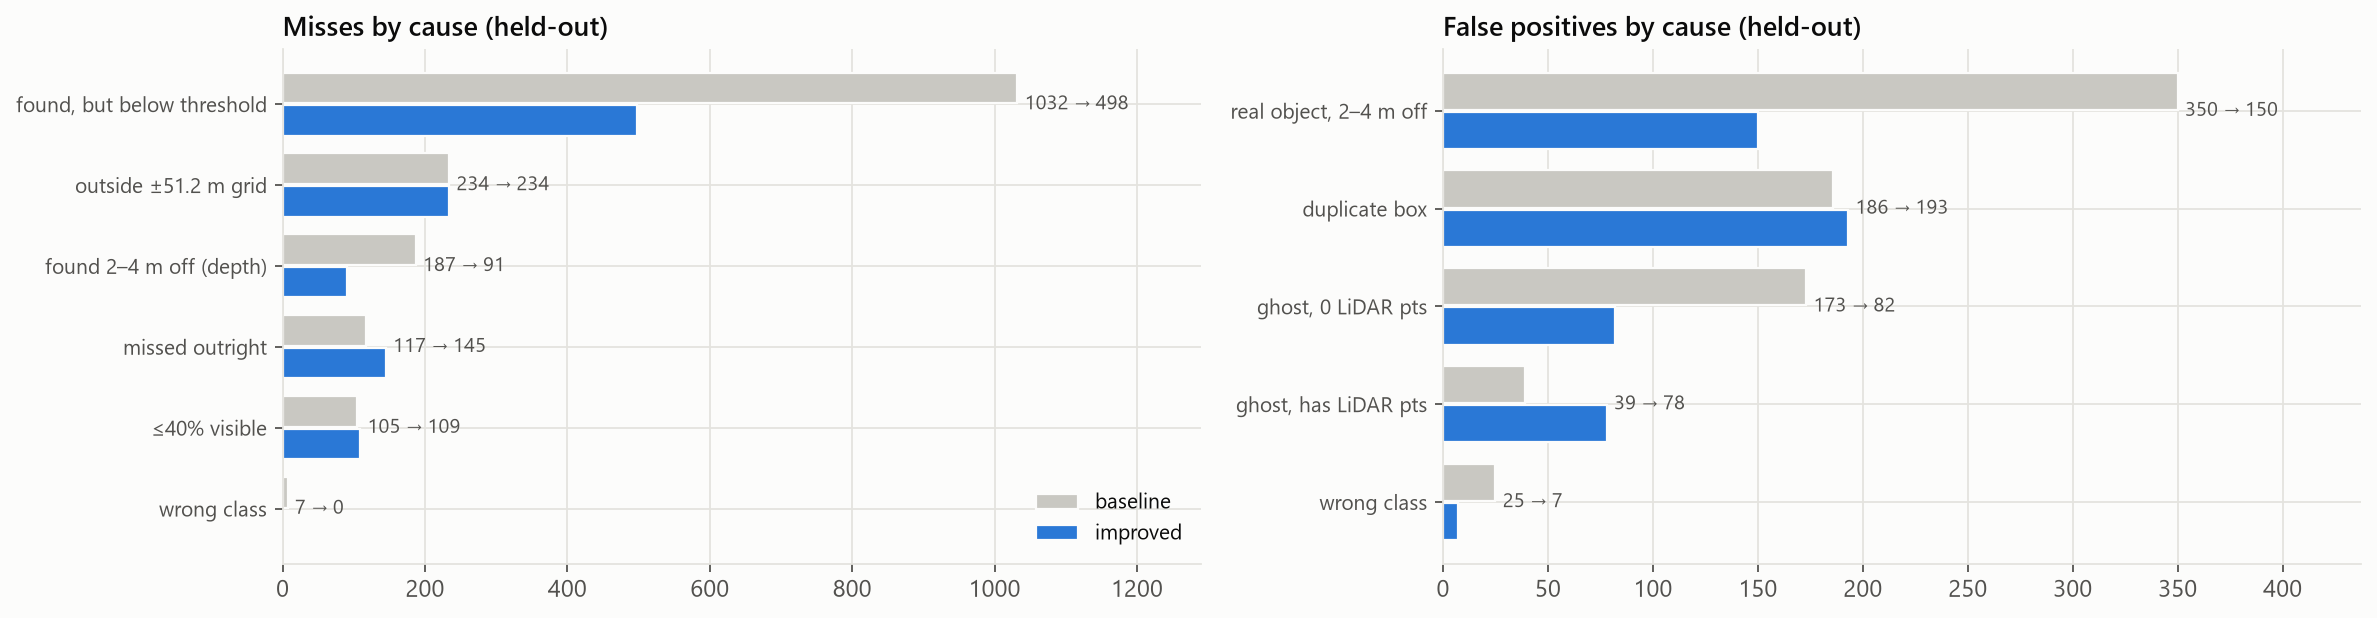 Misses by cause (held-out)
found, but below threshold
1032 → 498
outside ±51.2 m grid
234 → 234
found 2–4 m off (depth)
187 → 91
missed outright
117 → 145
≤40% visible
105 → 109
wrong class
7 → 0
baseline
improved
0 200 400 600 800 1000 1200
False positives by cause (held-out)
real object, 2–4 m off
350 → 150
duplicate box
186 → 193
ghost, 0 LiDAR pts
173 → 82
ghost, has LiDAR pts
39 → 78
wrong class
25 → 7
0 50 100 150 200 250 300 350 400